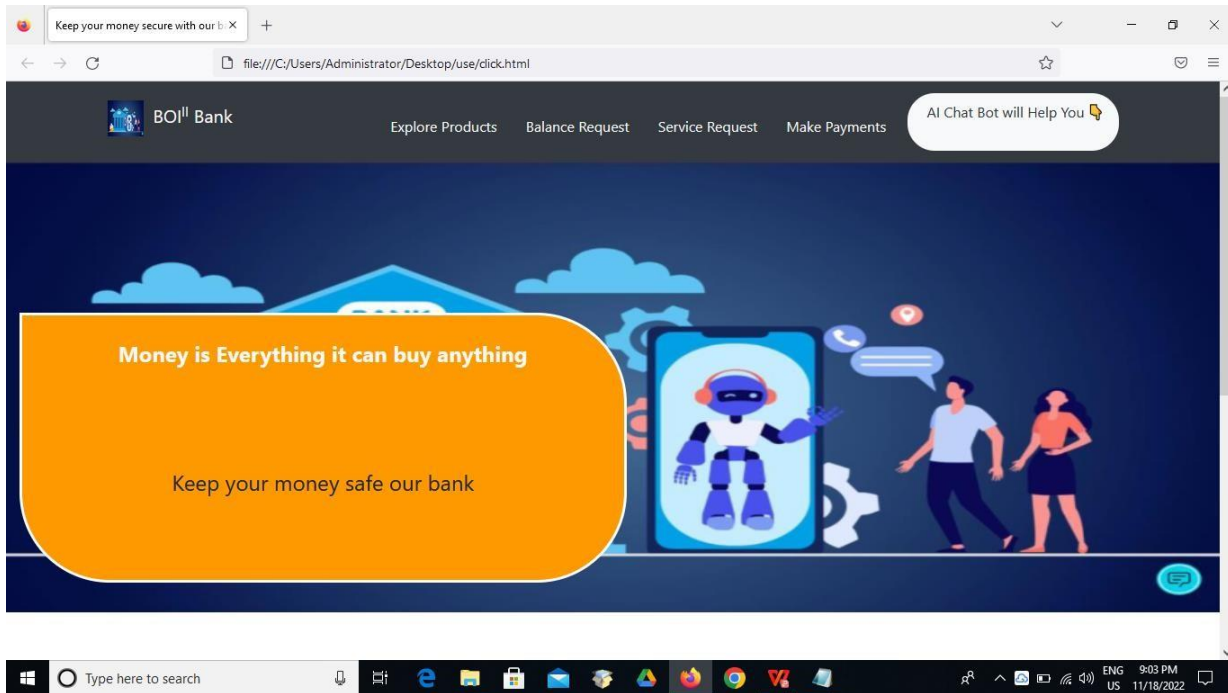 Keep your money secure with our b
file:///C:/Users/Administrator/Desktop/use/click.html
BOIll Bank
Explore Products Balance Request Service Request Make Payments
AI Chat Bot will Help You
Money is Everything it can buy anything
Keep your money safe our bank
Type here to search
ENG 9:03 PM
US 11/18/2022